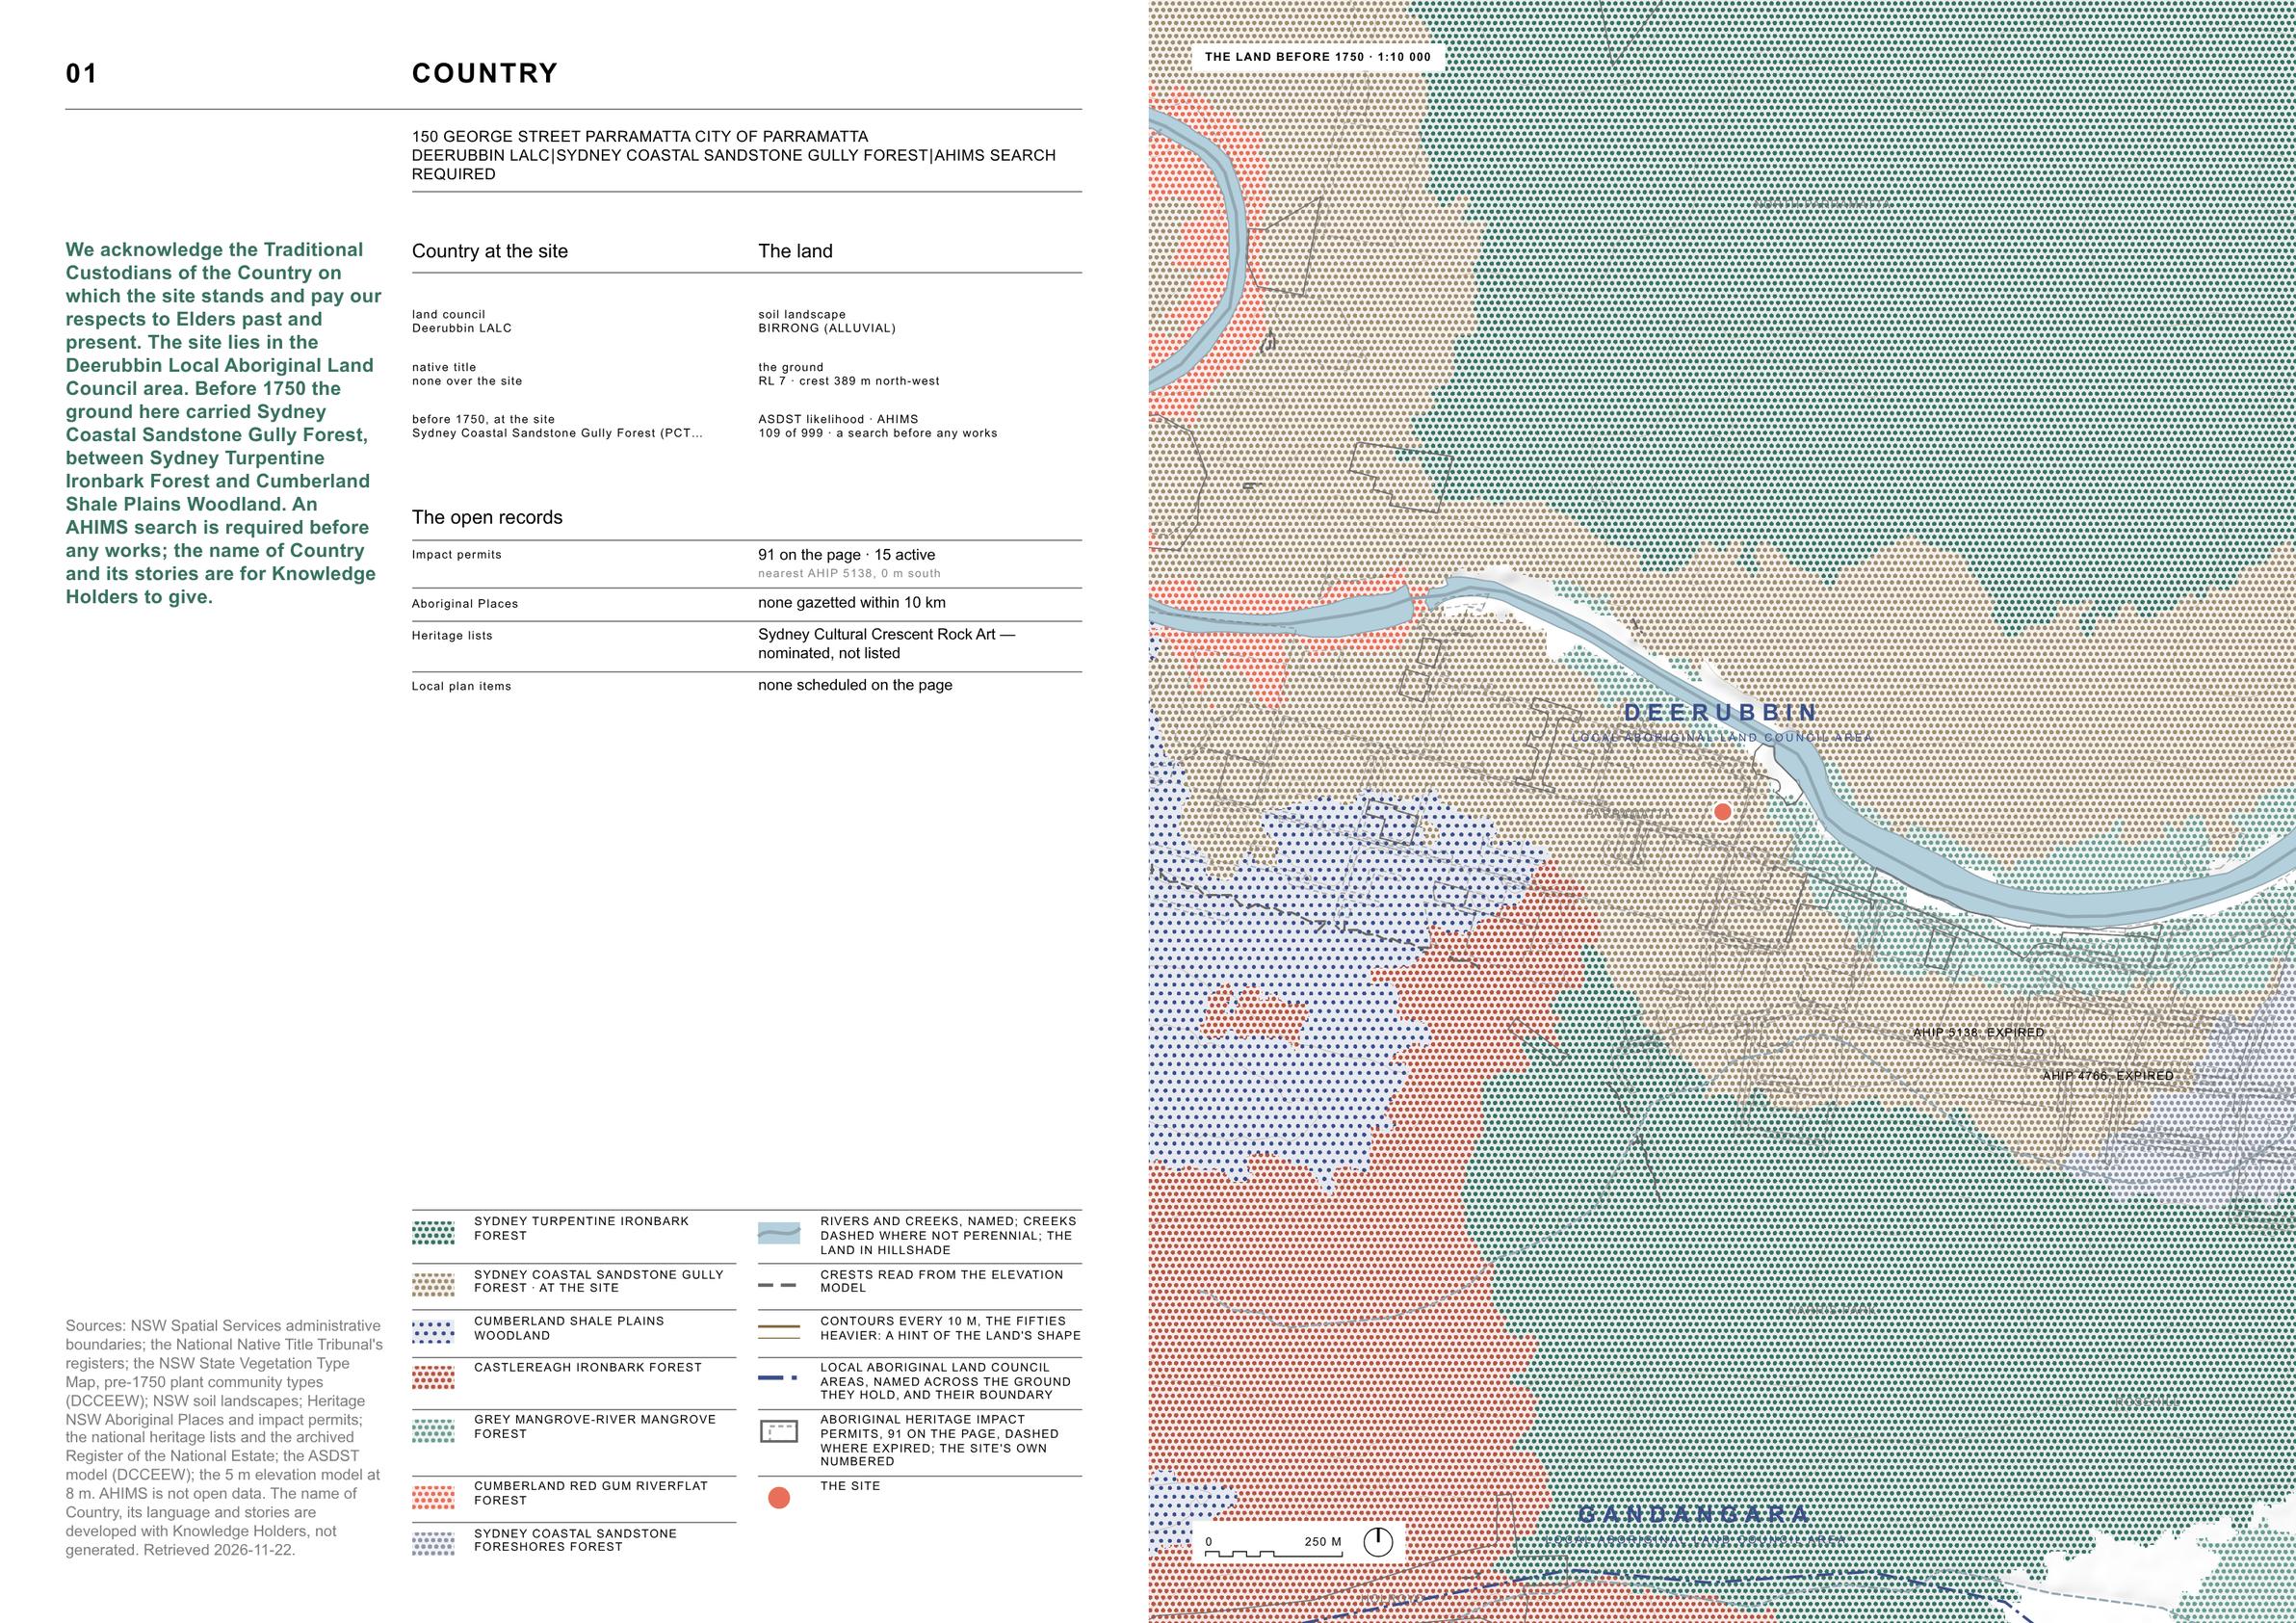 01
COUNTRY
150 GEORGE STREET PARRAMATTA CITY OF PARRAMATTA
DEERUBBIN LALC|SYDNEY COASTAL SANDSTONE GULLY FOREST|AHIMS SEARCH
REQUIRED
We acknowledge the Traditional
Custodians of the Country on
which the site stands and pay our
respects to Elders past and
present. The site lies in the
Deerubbin Local Aboriginal Land
Council area. Before 1750 the
ground here carried Sydney
Coastal Sandstone Gully Forest,
between Sydney Turpentine
Ironbark Forest and Cumberland
Shale Plains Woodland. An
AHIMS search is required before
any works; the name of Country
and its stories are for Knowledge
Holders to give.
Country at the site
land council
Deerubbin LALC
native title
none over the site
before 1750, at the site
Sydney Coastal Sandstone Gully Forest (PCT...
The land
soil landscape
BIRRONG (ALLUVIAL)
the ground
RL 7 · crest 389 m north-west
ASDST likelihood · AHIMS
109 of 999 · a search before any works
The open records
Impact permits
91 on the page · 15 active
nearest AHIP 5138, 0 m south
Aboriginal Places
none gazetted within 10 km
Heritage lists
Sydney Cultural Crescent Rock Art —
nominated, not listed
Local plan items
none scheduled on the page
Sources: NSW Spatial Services administrative
boundaries; the National Native Title Tribunal's
registers; the NSW State Vegetation Type
Map, pre-1750 plant community types
(DCCEEW); NSW soil landscapes; Heritage
NSW Aboriginal Places and impact permits;
the national heritage lists and the archived
Register of the National Estate; the ASDST
model (DCCEEW); the 5 m elevation model at
8 m. AHIMS is not open data. The name of
Country, its language and stories are
developed with Knowledge Holders, not
generated. Retrieved 2026-11-22.
SYDNEY TURPENTINE IRONBARK
FOREST
SYDNEY COASTAL SANDSTONE GULLY
FOREST · AT THE SITE
CUMBERLAND SHALE PLAINS
WOODLAND
CASTLEREAGH IRONBARK FOREST
GREY MANGROVE-RIVER MANGROVE
FOREST
CUMBERLAND RED GUM RIVERFLAT
FOREST
SYDNEY COASTAL SANDSTONE
FORESHORES FOREST
RIVERS AND CREEKS, NAMED; CREEKS
DASHED WHERE NOT PERENNIAL; THE
LAND IN HILLSHADE
CRESTS READ FROM THE ELEVATION
MODEL
CONTOURS EVERY 10 M, THE FIFTIES
HEAVIER: A HINT OF THE LAND'S SHAPE
LOCAL ABORIGINAL LAND COUNCIL
AREAS, NAMED ACROSS THE GROUND
THEY HOLD, AND THEIR BOUNDARY
ABORIGINAL HERITAGE IMPACT
PERMITS, 91 ON THE PAGE, DASHED
WHERE EXPIRED; THE SITE'S OWN
NUMBERED
THE SITE
THE LAND BEFORE 1750 · 1:10 000
NORTH PARRAMATTA
DEERUBBIN
LOCAL ABORIGINAL LAND COUNCIL AREA
PARRAMATTA
AHIP 5138, EXPIRED
AHIP 4766, EXPIRED
HARRIS PARK
ROSEHILL
GANDANGARA
LOCAL ABORIGINAL LAND COUNCIL AREA
HOLROYD
0 250 M